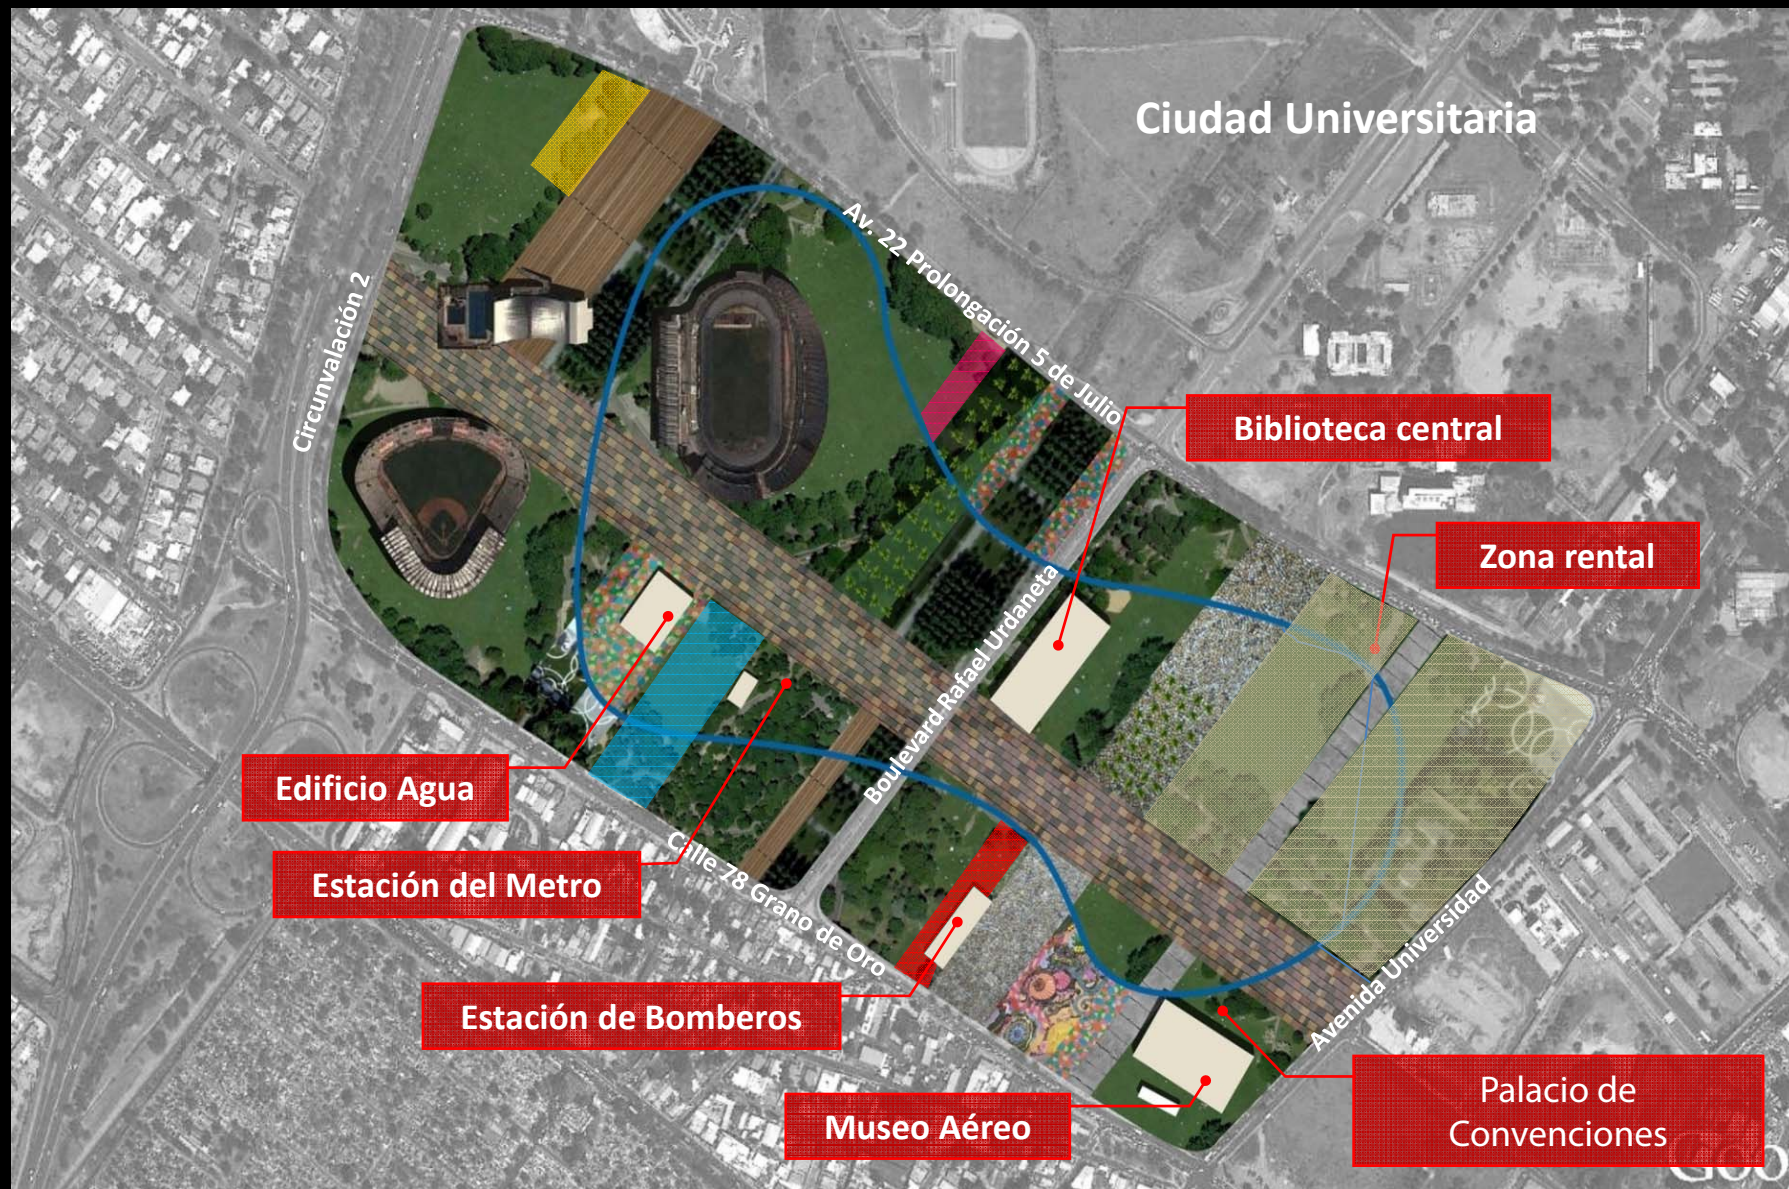 Ciudad Universitaria
Av. 22 Prolongación 5 de Julio
Circunvalación 2
Biblioteca central
Zona rental
Boulevard Rafael Urdaneta
Edificio Agua
Estación del Metro
Calle 78 Grano de Oro
Estación de Bomberos
Avenida Universidad
Museo Aéreo
Palacio de
Convenciones